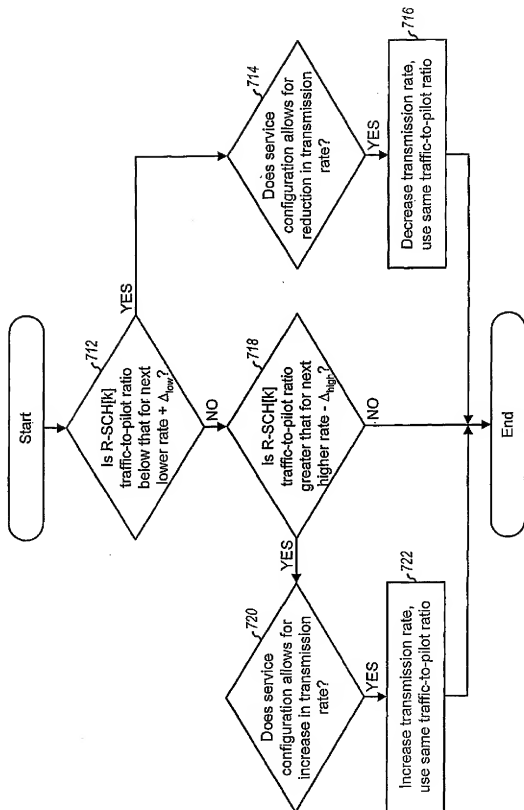 Start
712
Is R-SCH[k]
traffic-to-pilot ratio
below that for next
lower rate + Δlow?
YES
NO
714
Does service
configuration allows for
reduction in transmission
rate?
YES
716
Decrease transmission rate,
use same traffic-to-pilot ratio
718
Is R-SCH[k]
traffic-to-pilot ratio
greater that for next
higher rate - Δhigh?
YES
NO
720
Does service
configuration allows for
increase in transmission
rate?
YES
722
Increase transmission rate,
use same traffic-to-pilot ratio
End